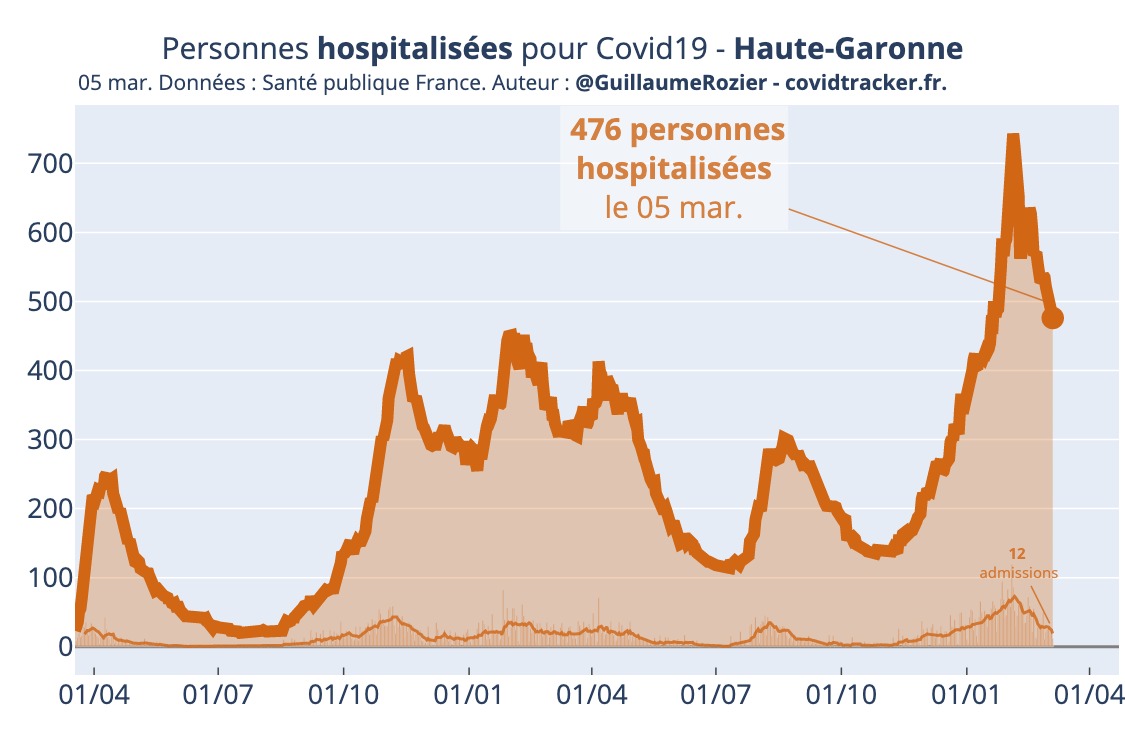 Personnes hospitalisées pour Covid19 - Haute-Garonne
05 mar. Données : Santé publique France. Auteur : @GuillaumeRozier - covidtracker.fr.
476 personnes
hospitalisées
le 05 mar.
700
600
500
400
300
200
100
0
12
admissions
01/04 01/07 01/10 01/01 01/04 01/07 01/10 01/01 01/04